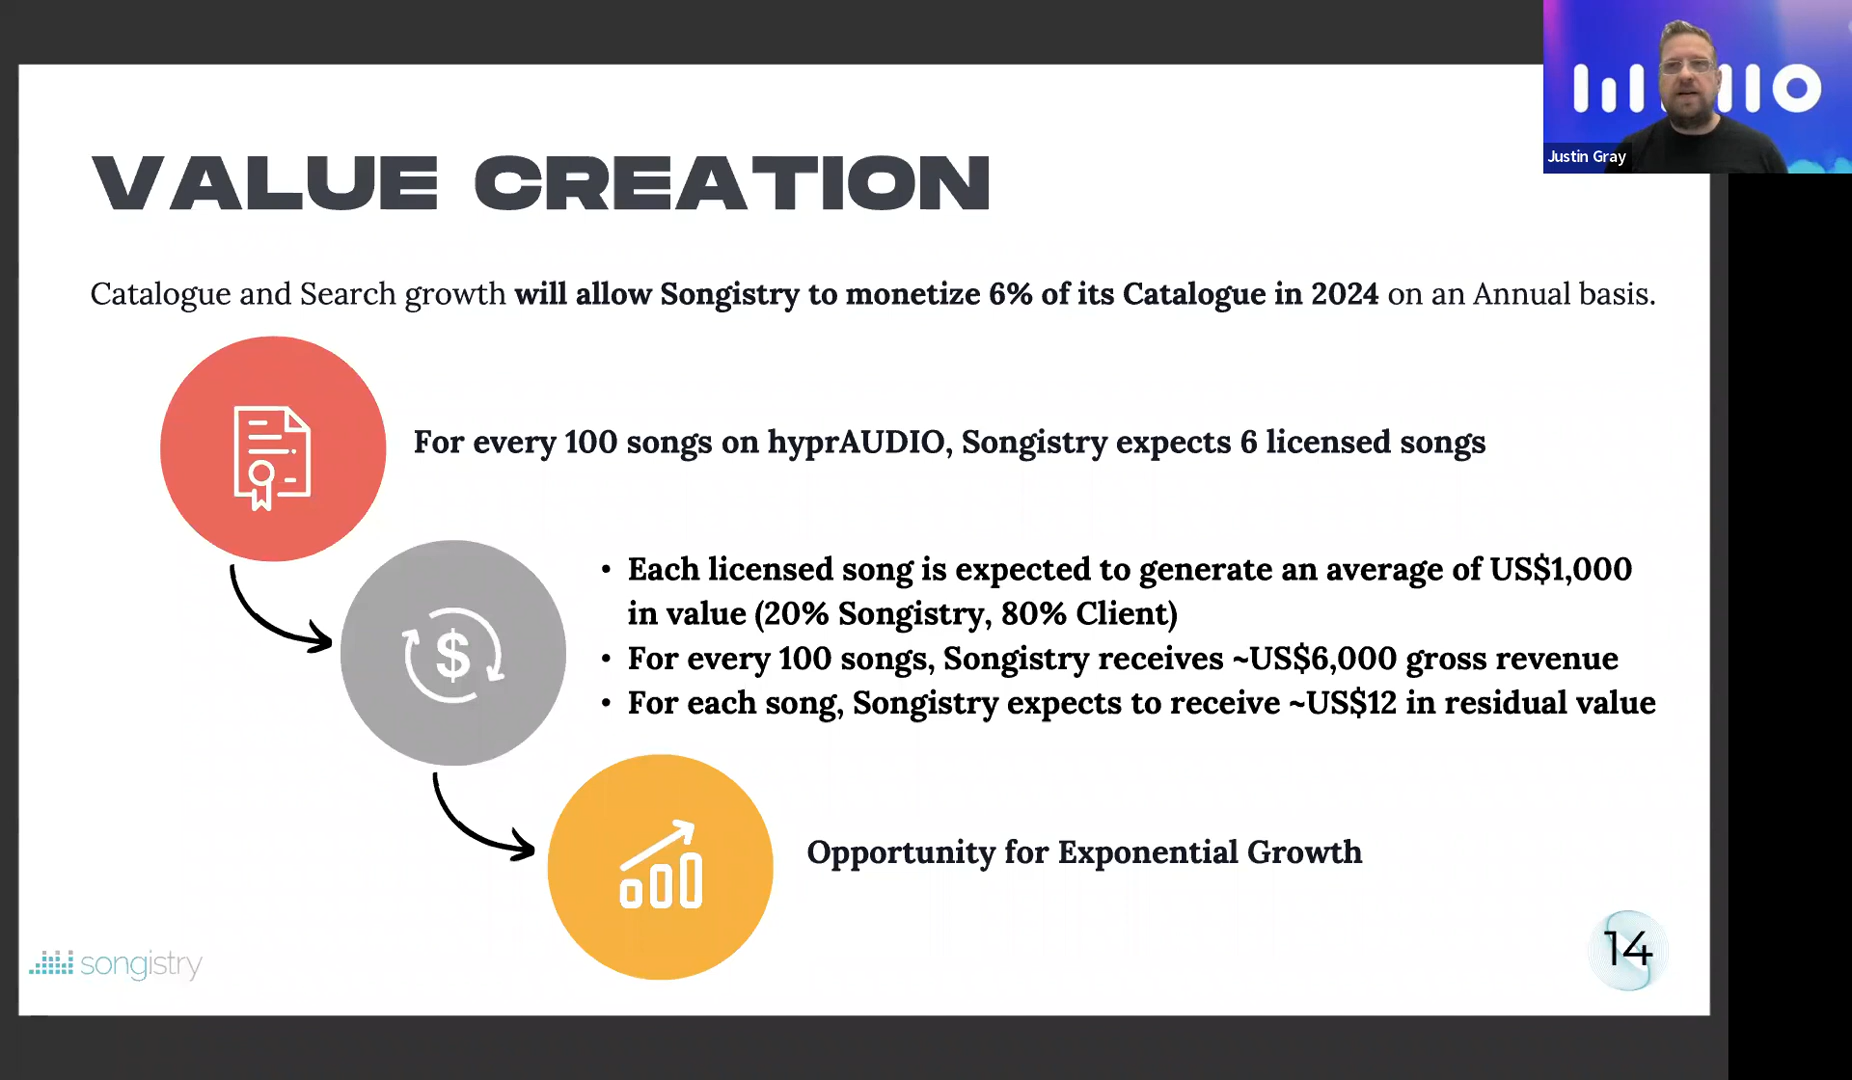 Justin Gray
VALUE CREATION
Catalogue and Search growth will allow Songistry to monetize 6% of its Catalogue in 2024 on an Annual basis.
For every 100 songs on hyprAUDIO, Songistry expects 6 licensed songs
• Each licensed song is expected to generate an average of US$1,000
in value (20% Songistry, 80% Client)
• For every 100 songs, Songistry receives ~US$6,000 gross revenue
• For each song, Songistry expects to receive ~US$12 in residual value
$
Opportunity for Exponential Growth
songistry
14